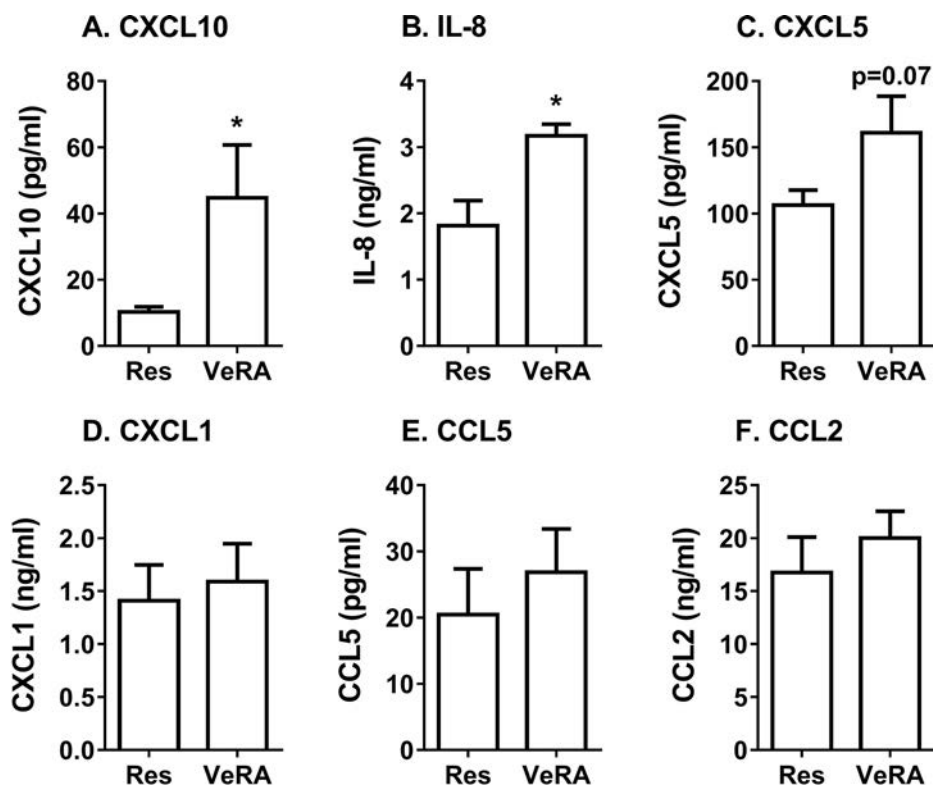 A. CXCL10
CXCL10 (pg/ml)
80
60
40
20
0
*
Res VeRA
B. IL-8
IL-8 (ng/ml)
4
3
2
1
0
*
Res VeRA
C. CXCL5
CXCL5 (pg/ml)
200
150
100
50
0
p=0.07
Res VeRA
D. CXCL1
CXCL1 (ng/ml)
2.5
2.0
1.5
1.0
0.5
0.0
Res VeRA
E. CCL5
CCL5 (pg/ml)
40
30
20
10
0
Res VeRA
F. CCL2
CCL2 (ng/ml)
25
20
15
10
5
0
Res VeRA